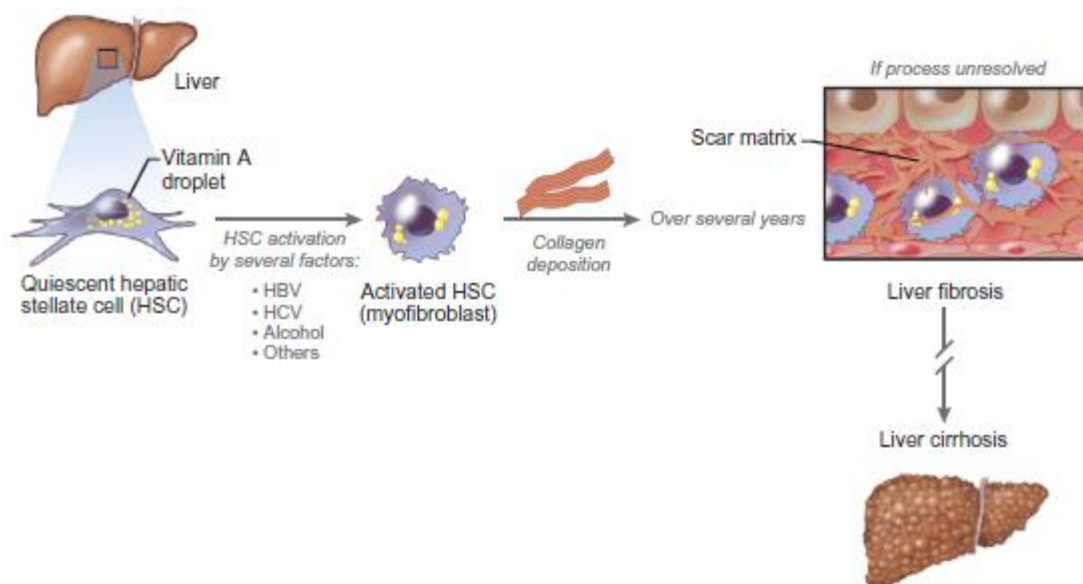 Liver
Vitamin A
droplet
Quiescent hepatic
stellate cell (HSC)
HSC activation
by several factors:
• HBV
• HCV
• Alcohol
• Others
Activated HSC
(myofibroblast)
Collagen
deposition
Over several years
If process unresolved
Scar matrix
Liver fibrosis
Liver cirrhosis